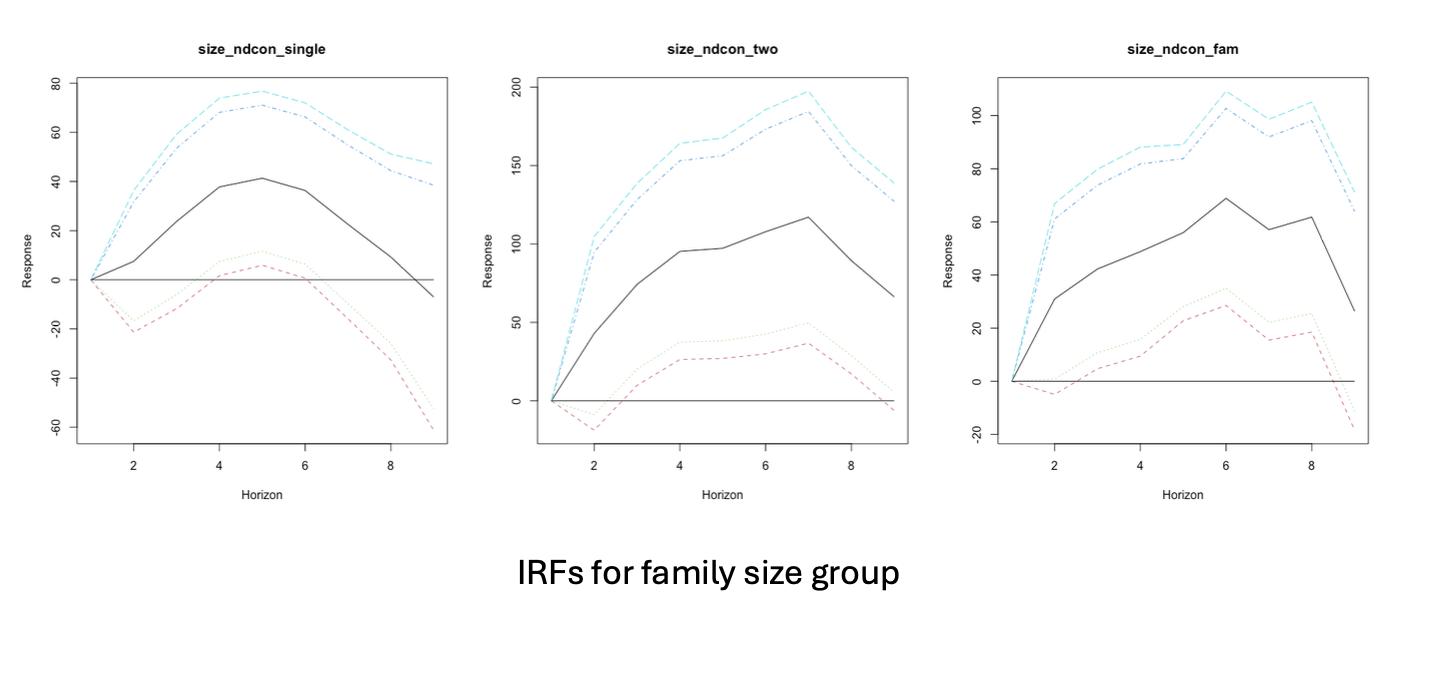 size_ndcon_single
80
60
40
20
0
-20
-40
-60
Response
2 4 6 8
Horizon
size_ndcon_two
200
150
100
50
0
Response
2 4 6 8
Horizon
size_ndcon_fam
100
80
60
40
20
0
-20
Response
2 4 6 8
Horizon
IRFs for family size group